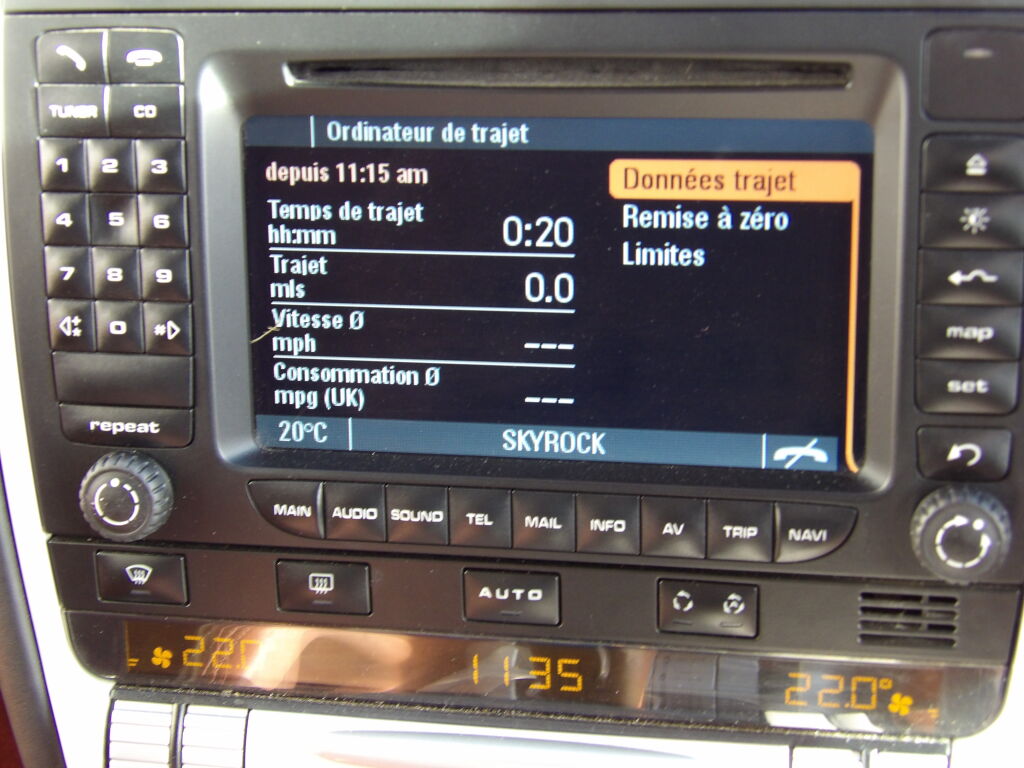 Ordinateur de trajet
depuis 11:15 am
Données trajet
Temps de trajet
hh:mm 0:20
Remise à zéro
Trajet
mls 0.0
Limites
Vitesse Ø
mph ---
Consommation Ø
mpg (UK) ---
20°C SKYROCK
TUNER CD
1 2 3
4 5 6
7 8 9
0 #
repeat
map
set
MAIN AUDIO SOUND TEL MAIL INFO AV TRIP NAVI
AUTO
22.0 11 35 22.0°